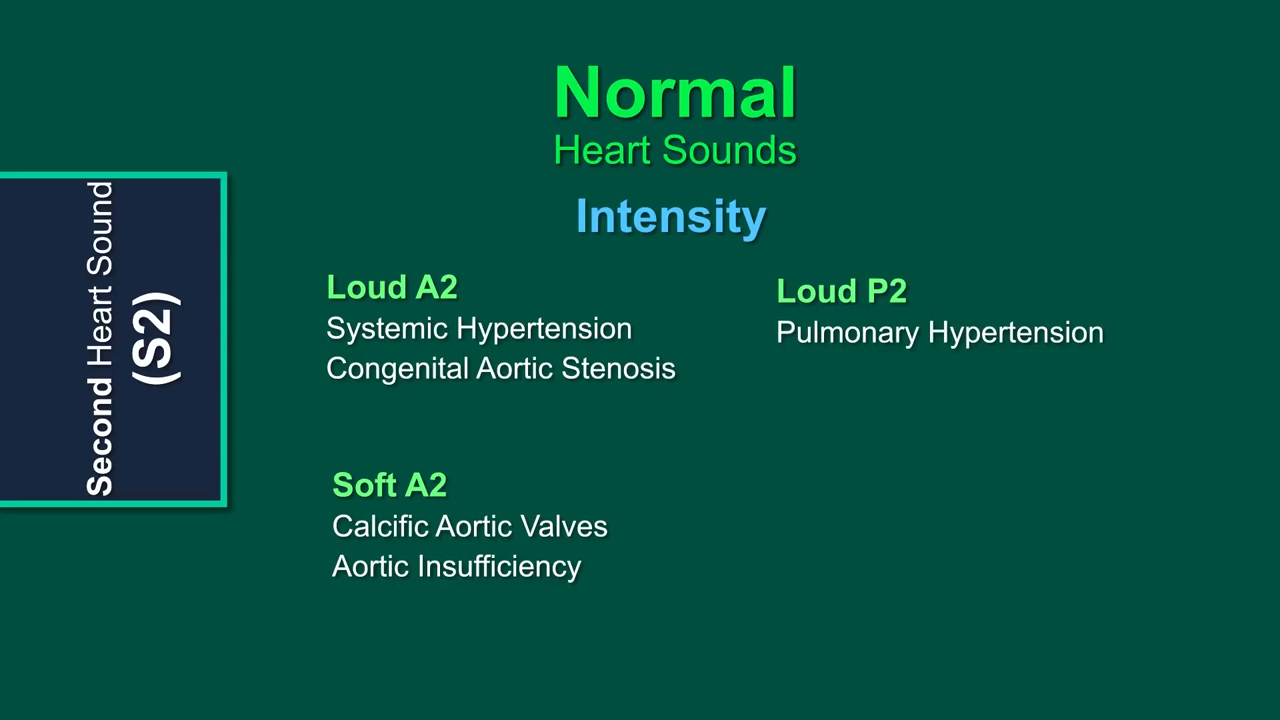 Normal
Heart Sounds
Intensity
Second Heart Sound
(S2)
Loud A2
Systemic Hypertension
Congenital Aortic Stenosis
Loud P2
Pulmonary Hypertension
Soft A2
Calcific Aortic Valves
Aortic Insufficiency